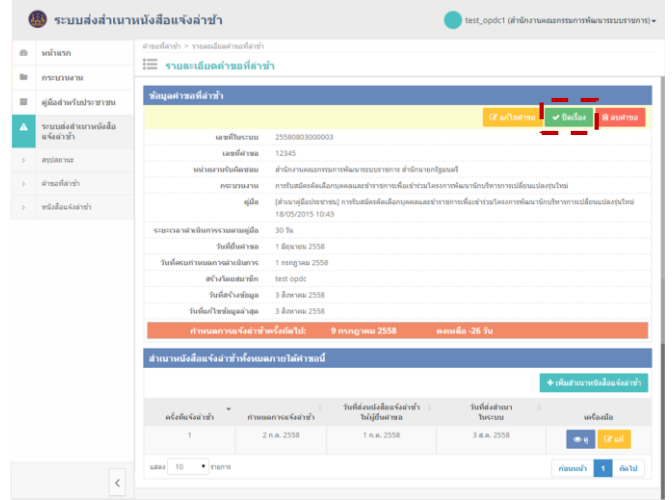 ระบบส่งสำเนาหนังสือแจ้งล่าช้า
test_opdc1 (สำนักงานคณะกรรมการพัฒนาระบบราชการ)
หน้าแรก
กระบวนงาน
คู่มือสำหรับประชาชน
ระบบส่งสำเนาหนังสือ
แจ้งล่าช้า
สรุปสถานะ
คำขอที่ล่าช้า
หนังสือแจ้งล่าช้า
คำขอที่ล่าช้า > รายละเอียดคำขอที่ล่าช้า
รายละเอียดคำขอที่ล่าช้า
ข้อมูลคำขอที่ล่าช้า
แก้ไขคำขอ ปิดเรื่อง ลบคำขอ
เลขที่ในระบบ 25580803000003
เลขที่คำขอ 12345
หน่วยงานรับผิดชอบ สำนักงานคณะกรรมการพัฒนาระบบราชการ สำนักนายกรัฐมนตรี
กระบวนงาน การรับสมัครคัดเลือกบุคคลและข้าราชการเพื่อเข้าร่วมโครงการพัฒนานักบริหารการเปลี่ยนแปลงรุ่นใหม่
คู่มือ [สำเนาคู่มือประชาชน] การรับสมัครคัดเลือกบุคคลและข้าราชการเพื่อเข้าร่วมโครงการพัฒนานักบริหารการเปลี่ยนแปลงรุ่นใหม่
18/05/2015 10:43
ระยะเวลาดำเนินการรวมตามคู่มือ 30 วัน
วันที่ยื่นคำขอ 1 มิถุนายน 2558
วันที่ครบกำหนดการดำเนินการ 1 กรกฎาคม 2558
สร้างโดยสมาชิก test opdc
วันที่สร้างข้อมูล 3 สิงหาคม 2558
วันที่แก้ไขข้อมูลล่าสุด 3 สิงหาคม 2558
กำหนดการแจ้งล่าช้าครั้งถัดไป: 9 กรกฎาคม 2558 คงเหลือ -26 วัน
สำเนาหนังสือแจ้งล่าช้าทั้งหมดภายใต้คำขอนี้
เพิ่มสำเนาหนังสือแจ้งล่าช้า
ครั้งที่แจ้งล่าช้า กำหนดการแจ้งล่าช้า วันที่ส่งหนังสือแจ้งล่าช้า ให้ผู้ยื่นคำขอ วันที่ส่งสำเนา ในระบบ เครื่องมือ
1 2 ก.ค. 2558 1 ก.ค. 2558 3 ส.ค. 2558 ดู แก้
แสดง 10 รายการ
ก่อนหน้า 1 ถัดไป